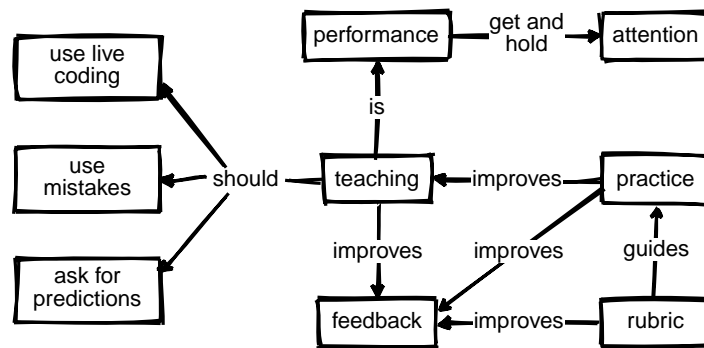 performance
get and
hold
attention
use live
coding
is
use
mistakes
should
teaching
improves
practice
improves
improves
guides
ask for
predictions
feedback
improves
rubric